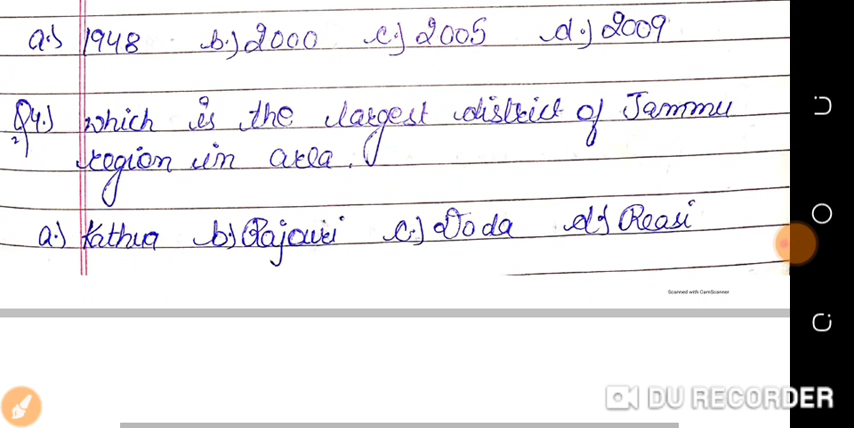 a.) 1948 b.) 2000 c.) 2005 d.) 2009
Q4.) which is the largest district of Jammu
region in area.
a.) Kathua b.) Rajouri c.) Doda d) Reasi
Scanned with CamScanner
DU RECORDER